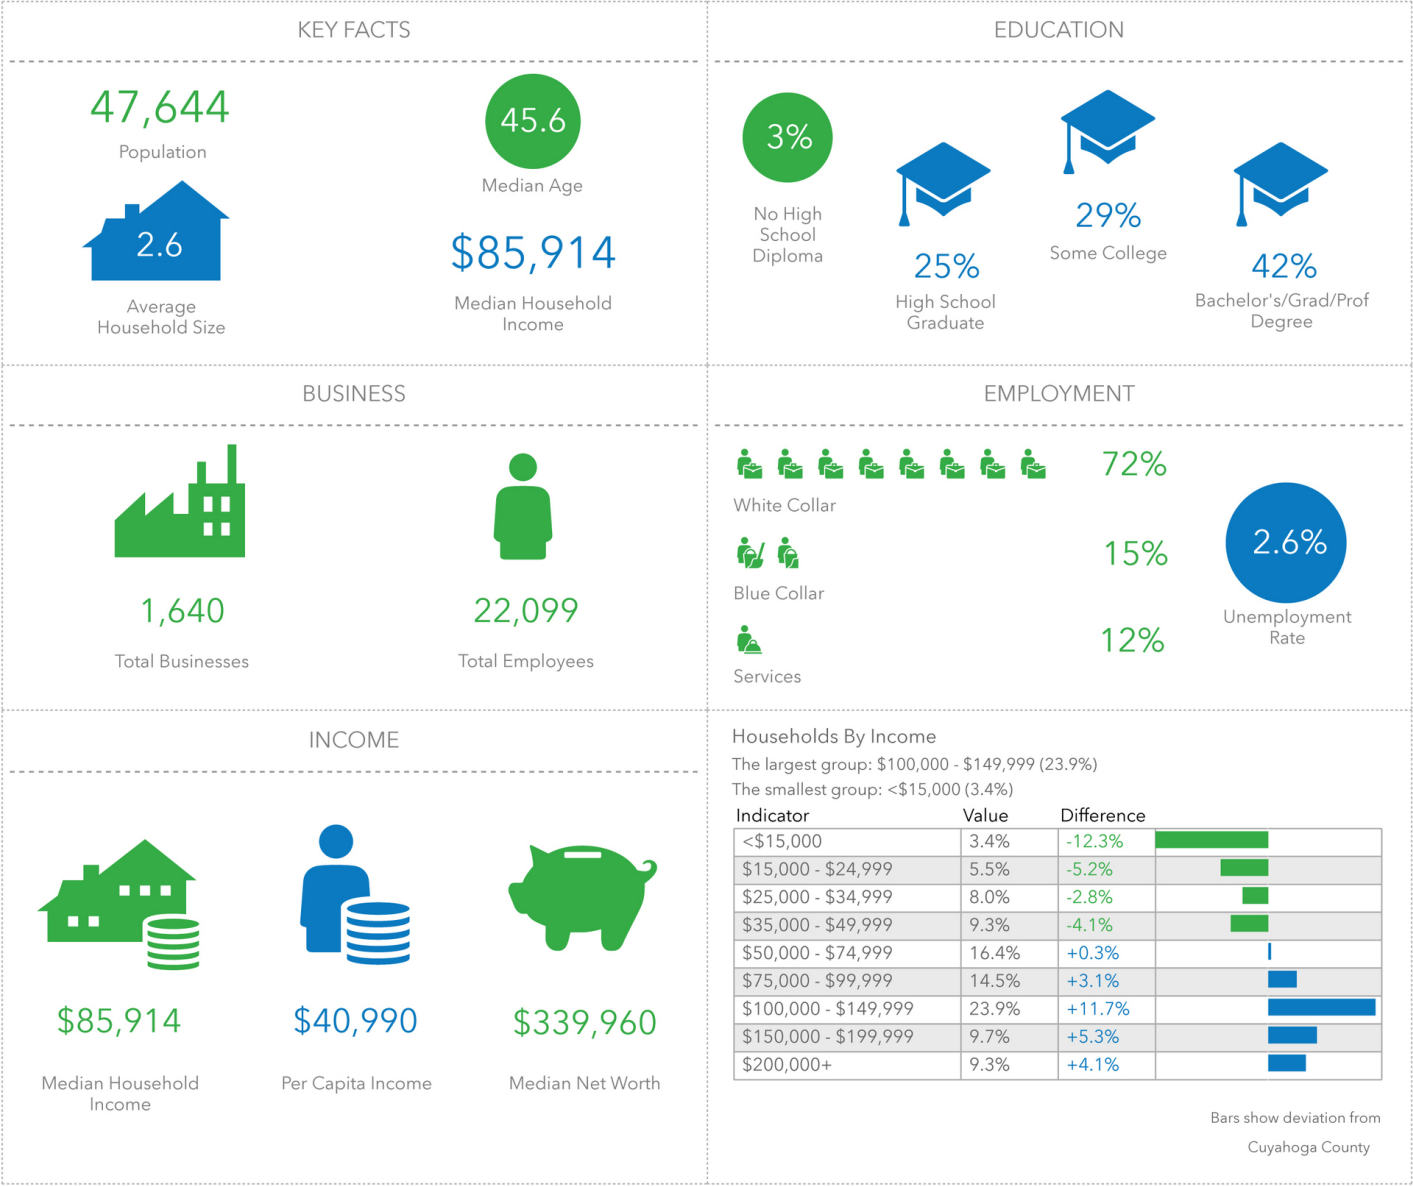 KEY FACTS
47,644
Population
45.6
Median Age
2.6
Average
Household Size
$85,914
Median Household
Income
EDUCATION
3%
No High
School
Diploma
25%
High School
Graduate
29%
Some College
42%
Bachelor's/Grad/Prof
Degree
BUSINESS
1,640
Total Businesses
22,099
Total Employees
EMPLOYMENT
72%
White Collar
15%
Blue Collar
12%
Services
2.6%
Unemployment
Rate
INCOME
$85,914
Median Household
Income
$40,990
Per Capita Income
$339,960
Median Net Worth
Households By Income
The largest group: $100,000 - $149,999 (23.9%)
The smallest group: <$15,000 (3.4%)
Indicator Value Difference
<$15,000 3.4% -12.3%
$15,000 - $24,999 5.5% -5.2%
$25,000 - $34,999 8.0% -2.8%
$35,000 - $49,999 9.3% -4.1%
$50,000 - $74,999 16.4% +0.3%
$75,000 - $99,999 14.5% +3.1%
$100,000 - $149,999 23.9% +11.7%
$150,000 - $199,999 9.7% +5.3%
$200,000+ 9.3% +4.1%
Bars show deviation from
Cuyahoga County